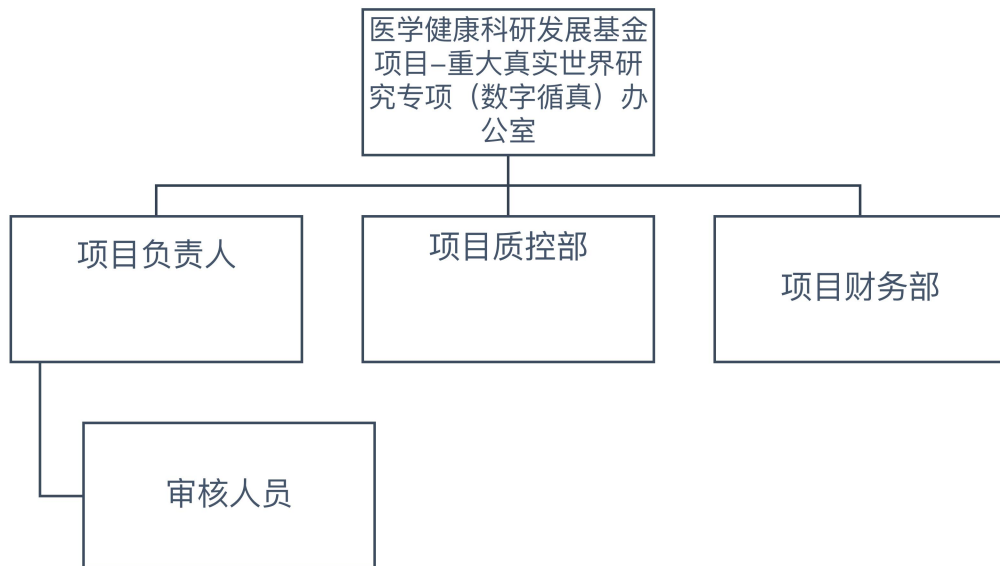 医学健康科研发展基金
项目–重大真实世界研
究专项（数字循真）办
公室
项目负责人
项目质控部
项目财务部
审核人员